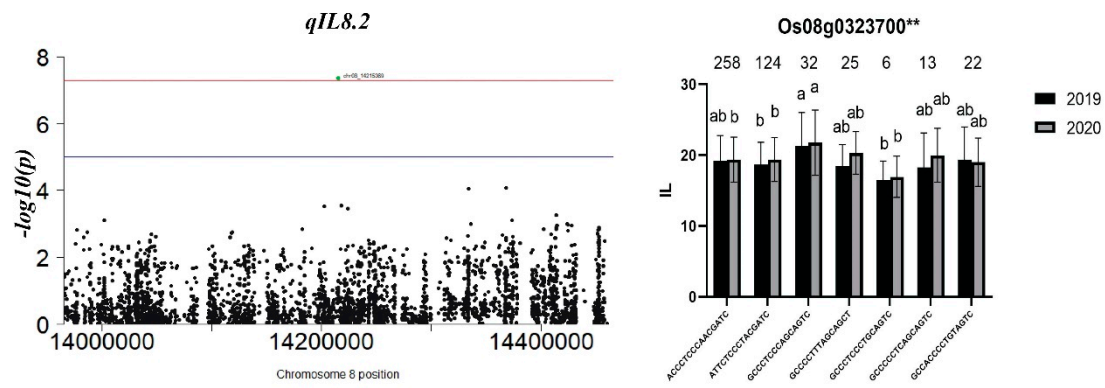 qIL8.2
-log10(p)
8
6
4
2
0
14000000 14200000 14400000
Chromosome 8 position
Os08g0323700**
258 124 32 25 6 13 22
IL
30
20
10
0
ab b b b a a ab ab b b ab ab ab ab
ACCCTCCCAACGATC
ATTCTCCCTACGATC
GCCCTCCCAGCAGTC
GCCCCTTTAGCAGCT
GCCCTCCCTGCAGTC
GCCCCCTCAGCAGTC
GCCACCCCTGTAGTC
2019
2020